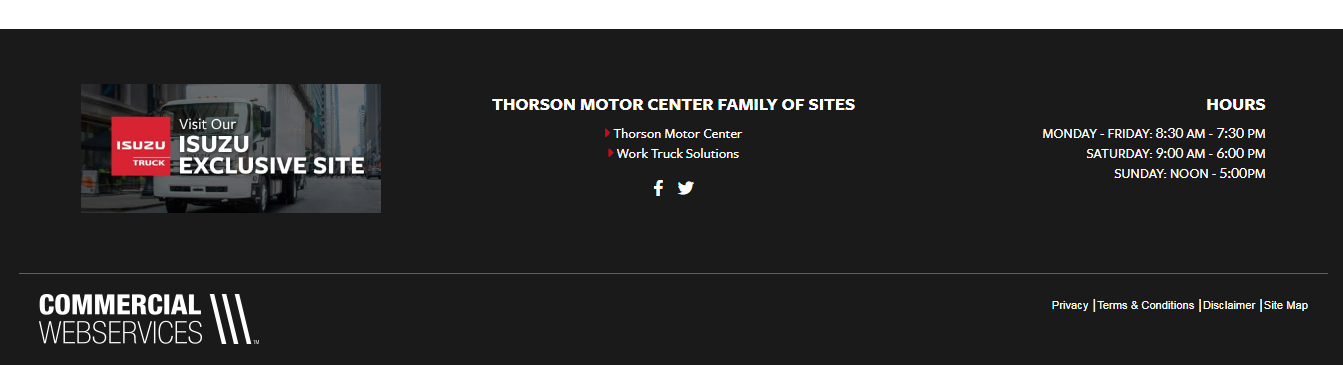 Visit Our
ISUZU
ISUZU
TRUCK
EXCLUSIVE SITE
THORSON MOTOR CENTER FAMILY OF SITES
Thorson Motor Center
Work Truck Solutions
HOURS
MONDAY - FRIDAY: 8:30 AM - 7:30 PM
SATURDAY: 9:00 AM - 6:00 PM
SUNDAY: NOON - 5:00PM
COMMERCIAL
WEBSERVICES
TM
Privacy | Terms & Conditions | Disclaimer | Site Map